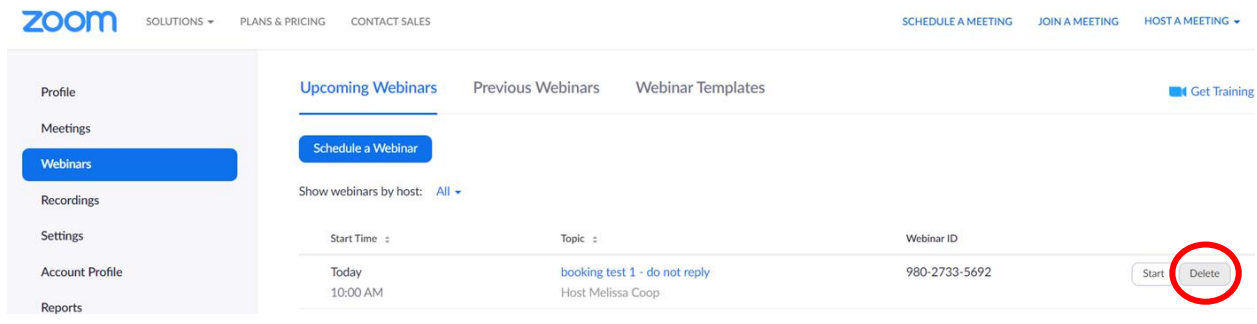 zoom SOLUTIONS PLANS & PRICING CONTACT SALES SCHEDULE A MEETING JOIN A MEETING HOST A MEETING
Profile
Meetings
Webinars
Recordings
Settings
Account Profile
Reports
Upcoming Webinars Previous Webinars Webinar Templates Get Training
Schedule a Webinar
Show webinars by host: All
Start Time Topic Webinar ID
Today booking test 1 - do not reply 980-2733-5692 Start Delete
10:00 AM Host Melissa Coop